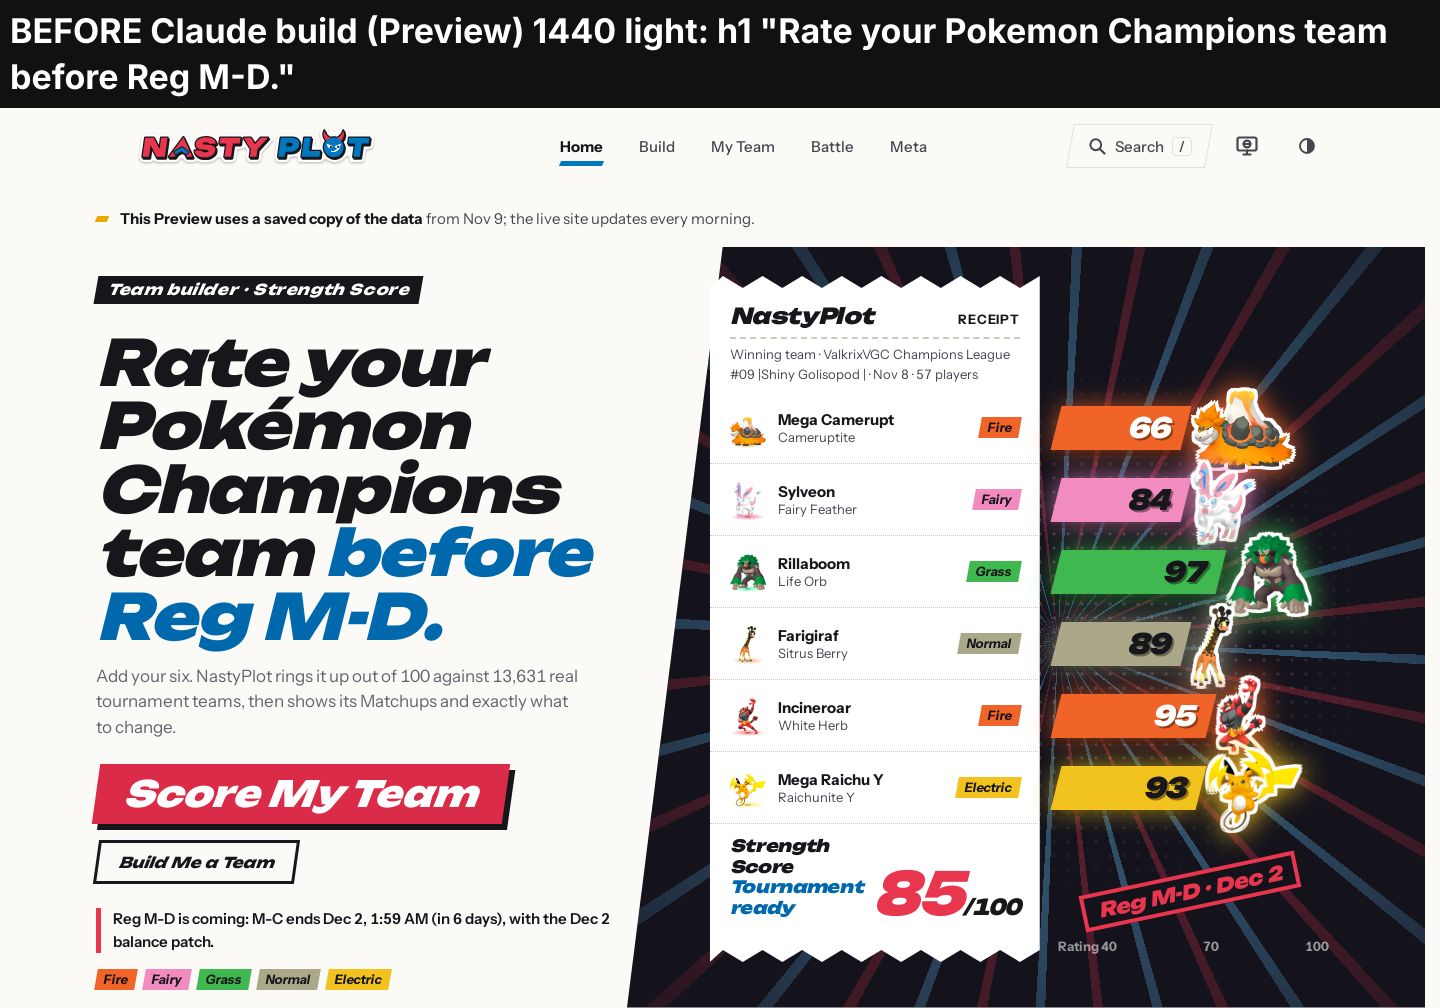 BEFORE Claude build (Preview) 1440 light: h1 "Rate your Pokemon Champions team
before Reg M-D."
NASTY PLOT
Home Build My Team Battle Meta
Search /
This Preview uses a saved copy of the data from Nov 9; the live site updates every morning.
Team builder · Strength Score
Rate your
Pokémon
Champions
team before
Reg M-D.
Add your six. NastyPlot rings it up out of 100 against 13,631 real
tournament teams, then shows its Matchups and exactly what
to change.
Score My Team
Build Me a Team
Reg M-D is coming: M-C ends Dec 2, 1:59 AM (in 6 days), with the Dec 2
balance patch.
Fire Fairy Grass Normal Electric
NastyPlot RECEIPT
Winning team · ValkrixVGC Champions League
#09 |Shiny Golisopod | · Nov 8 · 57 players
Mega Camerupt
Cameruptite
Fire
66
Sylveon
Fairy Feather
Fairy
84
Rillaboom
Life Orb
Grass
97
Farigiraf
Sitrus Berry
Normal
89
Incineroar
White Herb
Fire
95
Mega Raichu Y
Raichunite Y
Electric
93
Strength
Score
Tournament
ready
85/100
Reg M-D · Dec 2
Rating 40 70 100